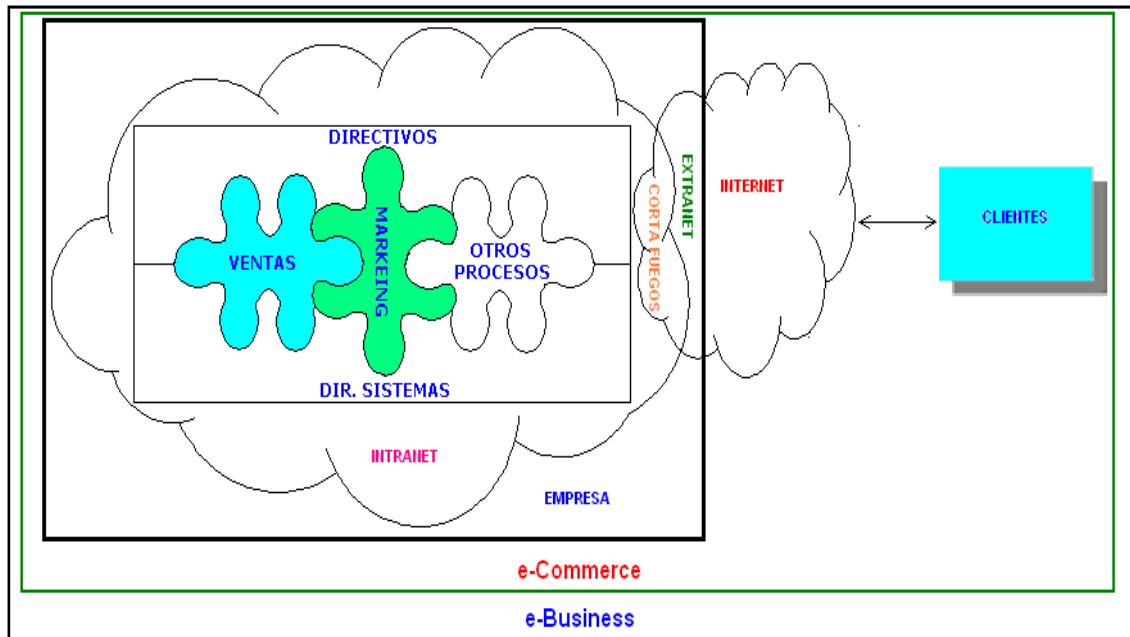 DIRECTIVOS
VENTAS
MARKEING
OTROS
PROCESOS
DIR. SISTEMAS
CORTA FUEGOS
EXTRANET
INTERNET
CLIENTES
INTRANET
EMPRESA
e-Commerce
e-Business